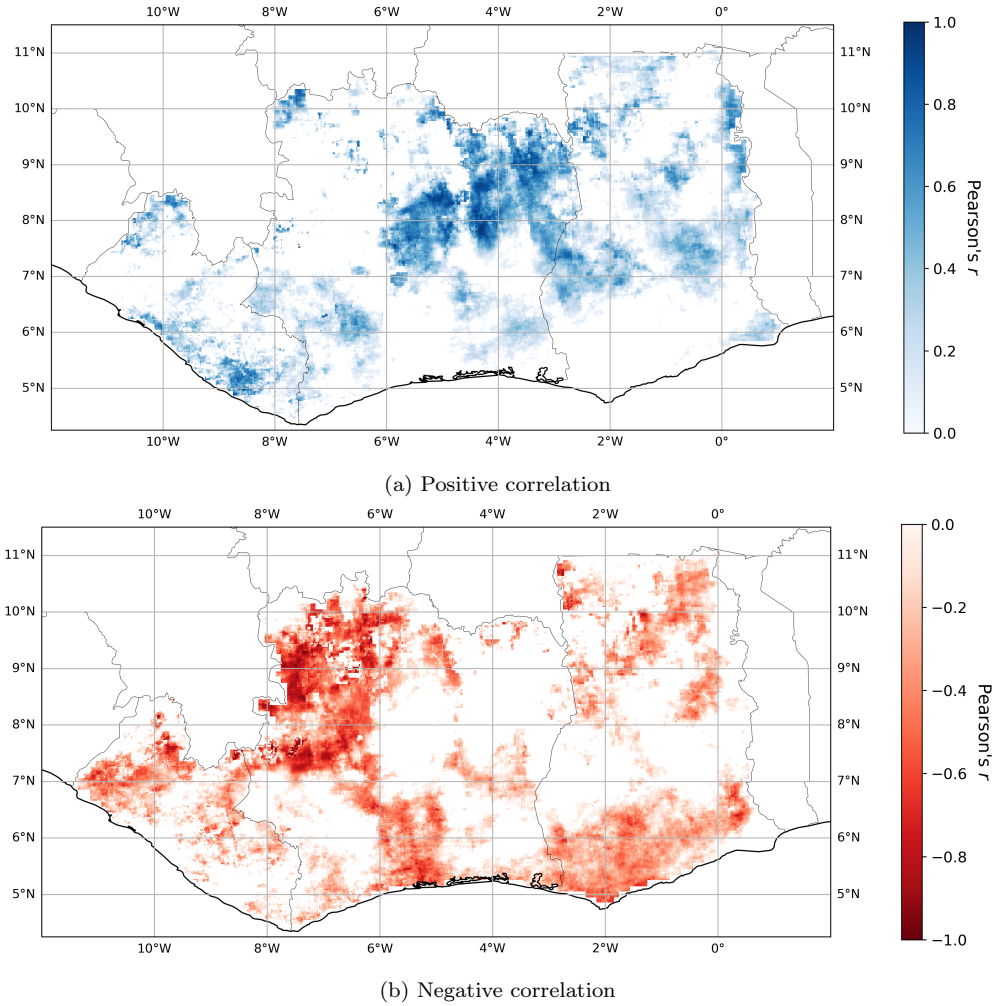 10°W 8°W 6°W 4°W 2°W 0°
11°N 11°N
10°N 10°N
9°N 9°N
8°N 8°N
7°N 7°N
6°N 6°N
5°N 5°N
10°W 8°W 6°W 4°W 2°W 0°
1.0
0.8
0.6
0.4
0.2
0.0
Pearson's r
(a) Positive correlation
10°W 8°W 6°W 4°W 2°W 0°
11°N 11°N
10°N 10°N
9°N 9°N
8°N 8°N
7°N 7°N
6°N 6°N
5°N 5°N
10°W 8°W 6°W 4°W 2°W 0°
0.0
−0.2
−0.4
−0.6
−0.8
−1.0
Pearson's r
(b) Negative correlation